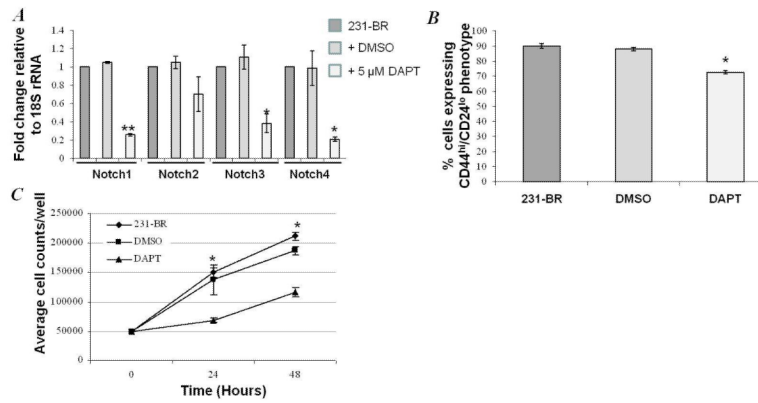 A
Fold change relative
to 18S rRNA
1.4
1.2
1
0.8
0.6
0.4
0.2
0
**
*
*
Notch1 Notch2 Notch3 Notch4
231-BR
+ DMSO
+ 5 µM DAPT
B
% cells expressing
CD44hi/CD24lo phenotype
100
90
80
70
60
50
40
30
20
10
0
*
231-BR DMSO DAPT
C
Average cell counts/well
250000
200000
150000
100000
50000
0
231-BR
DMSO
DAPT
*
*
0 24 48
Time (Hours)